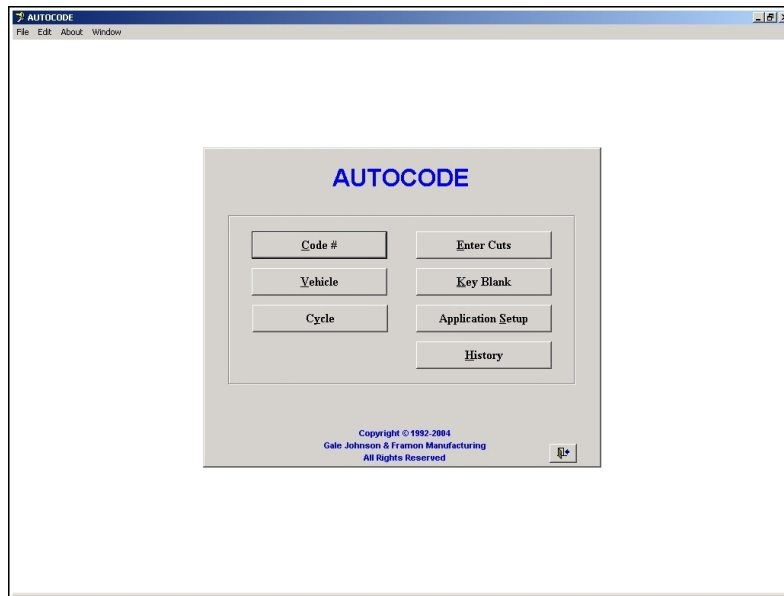 AUTOCODE
File Edit About Window
AUTOCODE
Code # Enter Cuts
Vehicle Key Blank
Cycle Application Setup
History
Copyright © 1992-2004
Gale Johnson & Framon Manufacturing
All Rights Reserved